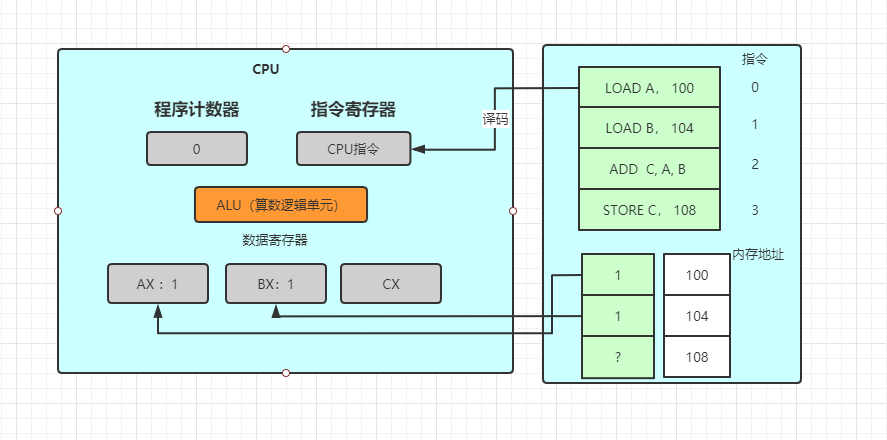 CPU
程序计数器
指令寄存器
0
CPU指令
译码
ALU（算数逻辑单元）
数据寄存器
AX： 1
BX：1
CX
指令
LOAD A， 100
0
LOAD B， 104
1
ADD C, A, B
2
STORE C， 108
3
内存地址
1
100
1
104
?
108